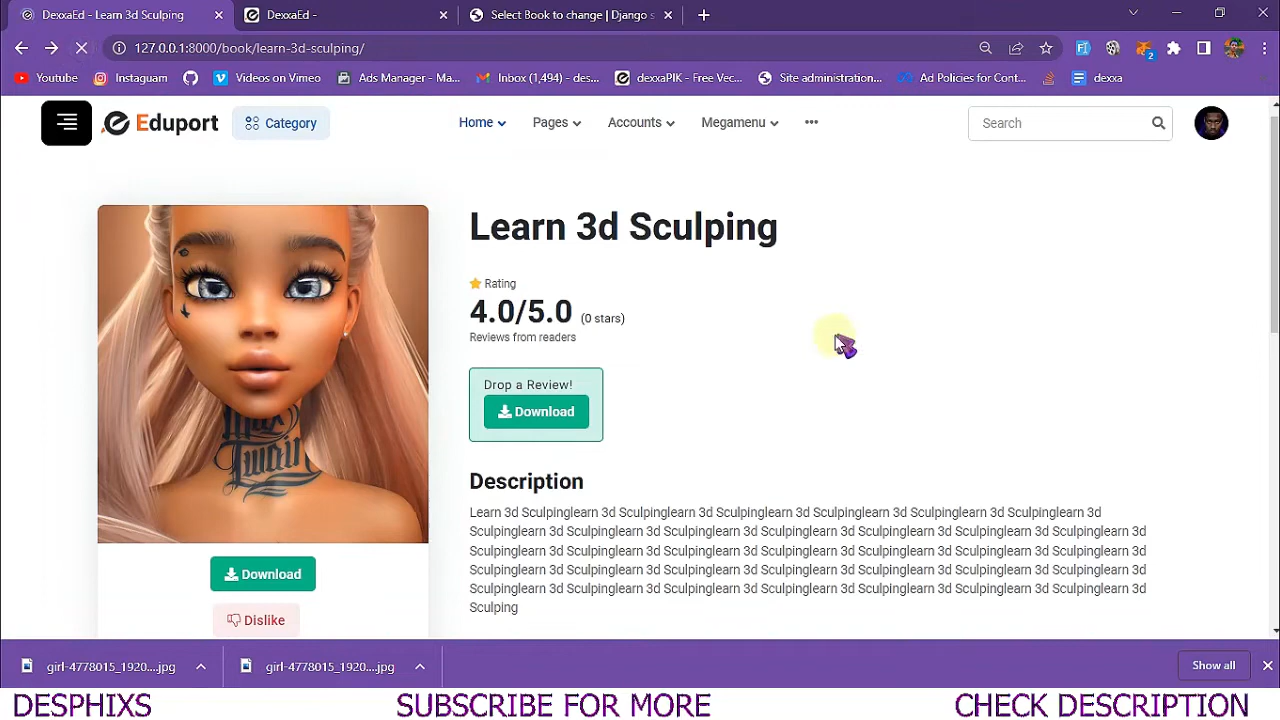 DexxaEd - Learn 3D Sculping
DexxaEd -
Select Book to change | Django s
127.0.0.1:8000/book/learn-3d-sculping/
2
Youtube
Instaguam
Videos on Vimeo
Ads Manager - Ma...
Inbox (1,494) - des...
dexxaPIK - Free Vec...
Site administration...
Ad Policies for Cont...
dexxa
Eduport
Category
Home
Pages
Accounts
Megamenu
Search
Learn 3d Sculping
Rating
4.0/5.0 (0 stars)
Reviews from readers
Drop a Review!
Download
Description
Learn 3d Sculpinglearn 3d Sculpinglearn 3d Sculpinglearn 3d Sculpinglearn 3d Sculpinglearn 3d Sculpinglearn 3d
Sculpinglearn 3d Sculpinglearn 3d Sculpinglearn 3d Sculpinglearn 3d Sculpinglearn 3d Sculpinglearn 3d Sculpinglearn 3d
Sculpinglearn 3d Sculpinglearn 3d Sculpinglearn 3d Sculpinglearn 3d Sculpinglearn 3d Sculpinglearn 3d Sculpinglearn 3d
Sculpinglearn 3d Sculpinglearn 3d Sculpinglearn 3d Sculpinglearn 3d Sculpinglearn 3d Sculpinglearn 3d Sculpinglearn 3d
Sculpinglearn 3d Sculpinglearn 3d Sculpinglearn 3d Sculpinglearn 3d Sculpinglearn 3d Sculpinglearn 3d Sculpinglearn 3d
Sculping
Max
Twain
Download
Dislike
girl-4778015_1920....jpg
girl-4778015_1920....jpg
Show all
DESPHIXS
SUBSCRIBE FOR MORE
CHECK DESCRIPTION